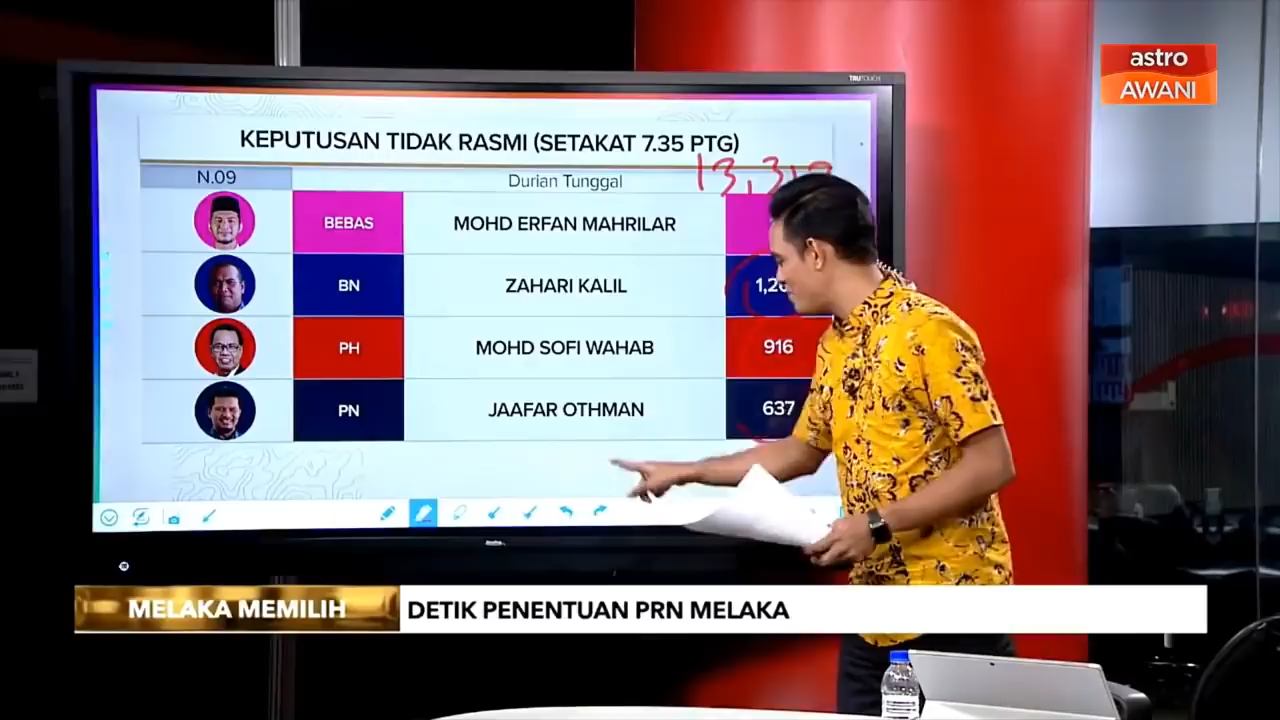 astro
AWANI
TRUTOUCH
KEPUTUSAN TIDAK RASMI (SETAKAT 7.35 PTG)
N.09
Durian Tunggal
BEBAS
MOHD ERFAN MAHRILAR
BN
ZAHARI KALIL
PH
MOHD SOFI WAHAB
916
PN
JAAFAR OTHMAN
637
MELAKA MEMILIH
DETIK PENENTUAN PRN MELAKA